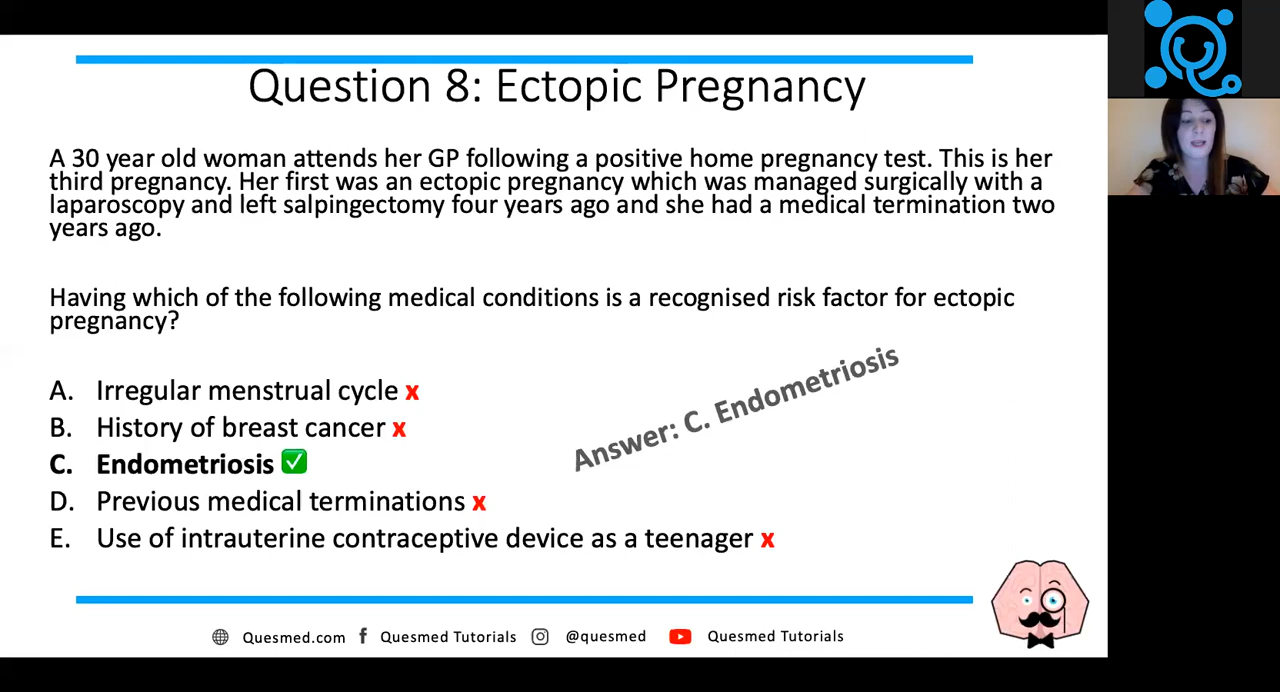 Question 8: Ectopic Pregnancy
A 30 year old woman attends her GP following a positive home pregnancy test. This is her
third pregnancy. Her first was an ectopic pregnancy which was managed surgically with a
laparoscopy and left salpingectomy four years ago and she had a medical termination two
years ago.
Having which of the following medical conditions is a recognised risk factor for ectopic
pregnancy?
A. Irregular menstrual cycle x
B. History of breast cancer x
C. Endometriosis ✅
D. Previous medical terminations x
E. Use of intrauterine contraceptive device as a teenager x
Answer: C. Endometriosis
Quesmed.com f Quesmed Tutorials @quesmed Quesmed Tutorials